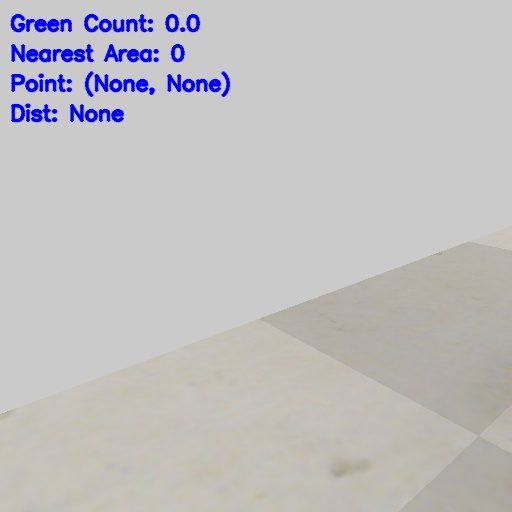 Green Count: 0.0
Nearest Area: 0
Point: (None, None)
Dist: None